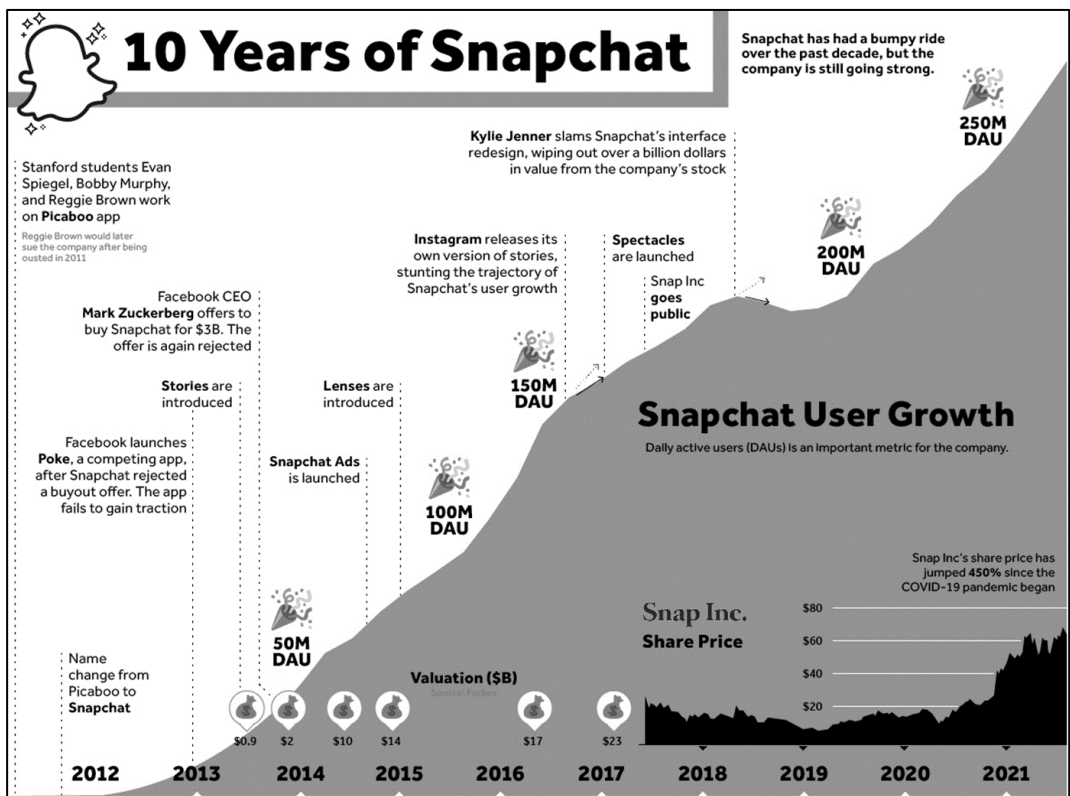 10 Years of Snapchat
Snapchat has had a bumpy ride
over the past decade, but the
company is still going strong.
250M
DAU
Kylie Jenner slams Snapchat's interface
redesign, wiping out over a billion dollars
in value from the company's stock
Stanford students Evan
Spiegel, Bobby Murphy,
and Reggie Brown work
on Picaboo app
Reggie Brown would later
sue the company after being
ousted in 2011
200M
DAU
Instagram releases its
own version of stories,
stunting the trajectory of
Snapchat's user growth
Spectacles
are launched
Snap Inc
goes
public
Facebook CEO
Mark Zuckerberg offers to
buy Snapchat for $3B. The
offer is again rejected
150M
DAU
Stories are
introduced
Lenses are
introduced
Snapchat User Growth
Daily active users (DAUs) is an important metric for the company.
Facebook launches
Poke, a competing app,
after Snapchat rejected
a buyout offer. The app
fails to gain traction
Snapchat Ads
is launched
100M
DAU
Snap Inc's share price has
jumped 450% since the
COVID-19 pandemic began
50M
DAU
Snap Inc.
Share Price
$80
$60
$40
$20
Name
change from
Picaboo to
Snapchat
Valuation ($B)
Source: Forbes
$0.9
$2
$10
$14
$17
$23
2012
2013
2014
2015
2016
2017
2018
2019
2020
2021